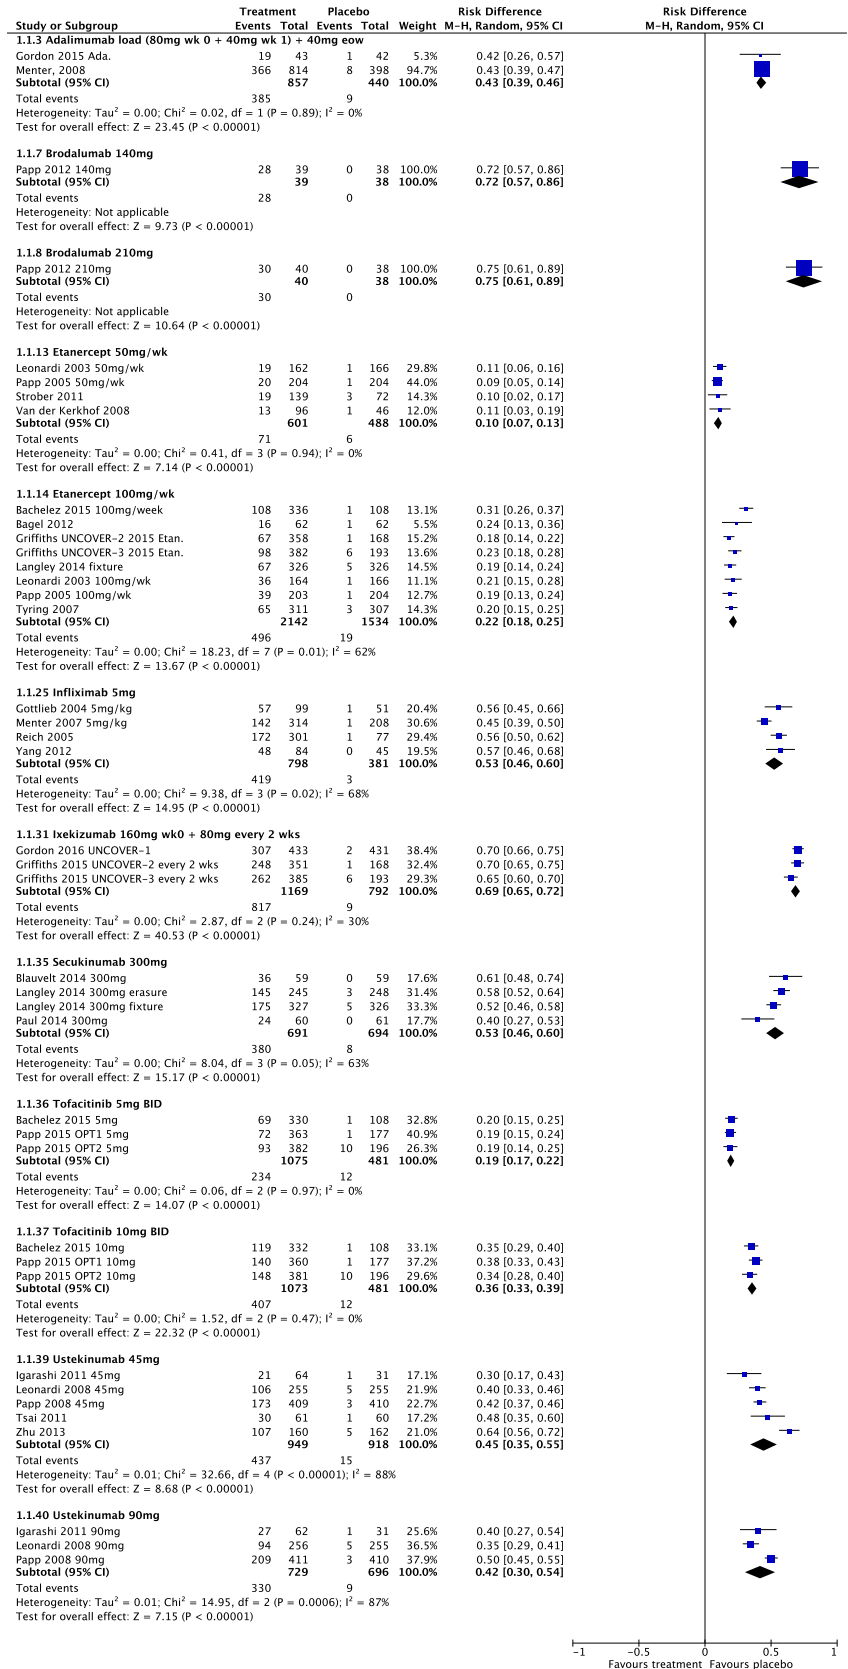 Treatment Placebo Risk Difference Risk Difference
Study or Subgroup Events Total Events Total Weight M-H, Random, 95% CI M-H, Random, 95% CI
1.1.3 Adalimumab load (80mg wk 0 + 40mg wk 1) + 40mg eow
Gordon 2015 Ada. 19 43 1 42 5.3% 0.42 [0.26, 0.57]
Menter, 2008 366 814 8 398 94.7% 0.43 [0.39, 0.47]
Subtotal (95% CI) 857 440 100.0% 0.43 [0.39, 0.46]
Total events 385 9
Heterogeneity: Tau² = 0.00; Chi² = 0.02, df = 1 (P = 0.89); I² = 0%
Test for overall effect: Z = 23.45 (P < 0.00001)
1.1.7 Brodalumab 140mg
Papp 2012 140mg 28 39 0 38 100.0% 0.72 [0.57, 0.86]
Subtotal (95% CI) 39 38 100.0% 0.72 [0.57, 0.86]
Total events 28 0
Heterogeneity: Not applicable
Test for overall effect: Z = 9.73 (P < 0.00001)
1.1.8 Brodalumab 210mg
Papp 2012 210mg 30 40 0 38 100.0% 0.75 [0.61, 0.89]
Subtotal (95% CI) 40 38 100.0% 0.75 [0.61, 0.89]
Total events 30 0
Heterogeneity: Not applicable
Test for overall effect: Z = 10.64 (P < 0.00001)
1.1.13 Etanercept 50mg/wk
Leonardi 2003 50mg/wk 19 162 1 166 29.8% 0.11 [0.06, 0.16]
Papp 2005 50mg/wk 20 204 1 204 44.0% 0.09 [0.05, 0.14]
Strober 2011 19 139 3 72 14.3% 0.10 [0.02, 0.17]
Van der Kerkhof 2008 13 96 1 46 12.0% 0.11 [0.03, 0.19]
Subtotal (95% CI) 601 488 100.0% 0.10 [0.07, 0.13]
Total events 71 6
Heterogeneity: Tau² = 0.00; Chi² = 0.41, df = 3 (P = 0.94); I² = 0%
Test for overall effect: Z = 7.14 (P < 0.00001)
1.1.14 Etanercept 100mg/wk
Bachelez 2015 100mg/week 108 336 1 108 13.1% 0.31 [0.26, 0.37]
Bagel 2012 16 62 1 62 5.5% 0.24 [0.13, 0.36]
Griffiths UNCOVER-2 2015 Etan. 67 358 1 168 15.2% 0.18 [0.14, 0.22]
Griffiths UNCOVER-3 2015 Etan. 98 382 6 193 13.6% 0.23 [0.18, 0.28]
Langley 2014 fixture 67 326 5 326 14.5% 0.19 [0.14, 0.24]
Leonardi 2003 100mg/wk 36 164 1 166 11.1% 0.21 [0.15, 0.28]
Papp 2005 100mg/wk 39 203 1 204 12.7% 0.19 [0.13, 0.24]
Tyring 2007 65 311 3 307 14.3% 0.20 [0.15, 0.25]
Subtotal (95% CI) 2142 1534 100.0% 0.22 [0.18, 0.25]
Total events 496 19
Heterogeneity: Tau² = 0.00; Chi² = 18.23, df = 7 (P = 0.01); I² = 62%
Test for overall effect: Z = 13.67 (P < 0.00001)
1.1.25 Infliximab 5mg
Gottlieb 2004 5mg/kg 57 99 1 51 20.4% 0.56 [0.45, 0.66]
Menter 2007 5mg/kg 142 314 1 208 30.6% 0.45 [0.39, 0.50]
Reich 2005 172 301 1 77 29.4% 0.56 [0.50, 0.62]
Yang 2012 48 84 0 45 19.5% 0.57 [0.46, 0.68]
Subtotal (95% CI) 798 381 100.0% 0.53 [0.46, 0.60]
Total events 419 3
Heterogeneity: Tau² = 0.00; Chi² = 9.38, df = 3 (P = 0.02); I² = 68%
Test for overall effect: Z = 14.95 (P < 0.00001)
1.1.31 Ixekizumab 160mg wk0 + 80mg every 2 wks
Gordon 2016 UNCOVER-1 307 433 2 431 38.4% 0.70 [0.66, 0.75]
Griffiths 2015 UNCOVER-2 every 2 wks 248 351 1 168 32.4% 0.70 [0.65, 0.75]
Griffiths 2015 UNCOVER-3 every 2 wks 262 385 6 193 29.3% 0.65 [0.60, 0.70]
Subtotal (95% CI) 1169 792 100.0% 0.69 [0.65, 0.72]
Total events 817 9
Heterogeneity: Tau² = 0.00; Chi² = 2.87, df = 2 (P = 0.24); I² = 30%
Test for overall effect: Z = 40.53 (P < 0.00001)
1.1.35 Secukinumab 300mg
Blauvelt 2014 300mg 36 59 0 59 17.6% 0.61 [0.48, 0.74]
Langley 2014 300mg erasure 145 245 3 248 31.4% 0.58 [0.52, 0.64]
Langley 2014 300mg fixture 175 327 5 326 33.3% 0.52 [0.46, 0.58]
Paul 2014 300mg 24 60 0 61 17.7% 0.40 [0.27, 0.53]
Subtotal (95% CI) 691 694 100.0% 0.53 [0.46, 0.60]
Total events 380 8
Heterogeneity: Tau² = 0.00; Chi² = 8.04, df = 3 (P = 0.05); I² = 63%
Test for overall effect: Z = 15.17 (P < 0.00001)
1.1.36 Tofacitinib 5mg BID
Bachelez 2015 5mg 69 330 1 108 32.8% 0.20 [0.15, 0.25]
Papp 2015 OPT1 5mg 72 363 1 177 40.9% 0.19 [0.15, 0.24]
Papp 2015 OPT2 5mg 93 382 10 196 26.3% 0.19 [0.14, 0.25]
Subtotal (95% CI) 1075 481 100.0% 0.19 [0.17, 0.22]
Total events 234 12
Heterogeneity: Tau² = 0.00; Chi² = 0.06, df = 2 (P = 0.97); I² = 0%
Test for overall effect: Z = 14.07 (P < 0.00001)
1.1.37 Tofacitinib 10mg BID
Bachelez 2015 10mg 119 332 1 108 33.1% 0.35 [0.29, 0.40]
Papp 2015 OPT1 10mg 140 360 1 177 37.2% 0.38 [0.33, 0.43]
Papp 2015 OPT2 10mg 148 381 10 196 29.6% 0.34 [0.28, 0.40]
Subtotal (95% CI) 1073 481 100.0% 0.36 [0.33, 0.39]
Total events 407 12
Heterogeneity: Tau² = 0.00; Chi² = 1.52, df = 2 (P = 0.47); I² = 0%
Test for overall effect: Z = 22.32 (P < 0.00001)
1.1.39 Ustekinumab 45mg
Igarashi 2011 45mg 21 64 1 31 17.1% 0.30 [0.17, 0.43]
Leonardi 2008 45mg 106 255 5 255 21.9% 0.40 [0.33, 0.46]
Papp 2008 45mg 173 409 3 410 22.7% 0.42 [0.37, 0.46]
Tsai 2011 30 61 1 60 17.2% 0.48 [0.35, 0.60]
Zhu 2013 107 160 5 162 21.0% 0.64 [0.56, 0.72]
Subtotal (95% CI) 949 918 100.0% 0.45 [0.35, 0.55]
Total events 437 15
Heterogeneity: Tau² = 0.01; Chi² = 32.66, df = 4 (P < 0.00001); I² = 88%
Test for overall effect: Z = 8.68 (P < 0.00001)
1.1.40 Ustekinumab 90mg
Igarashi 2011 90mg 27 62 1 31 25.6% 0.40 [0.27, 0.54]
Leonardi 2008 90mg 94 256 5 255 36.5% 0.35 [0.29, 0.41]
Papp 2008 90mg 209 411 3 410 37.9% 0.50 [0.45, 0.55]
Subtotal (95% CI) 729 696 100.0% 0.42 [0.30, 0.54]
Total events 330 9
Heterogeneity: Tau² = 0.01; Chi² = 14.95, df = 2 (P = 0.0006); I² = 87%
Test for overall effect: Z = 7.15 (P < 0.00001)
-1 -0.5 0 0.5 1
Favours treatment Favours placebo